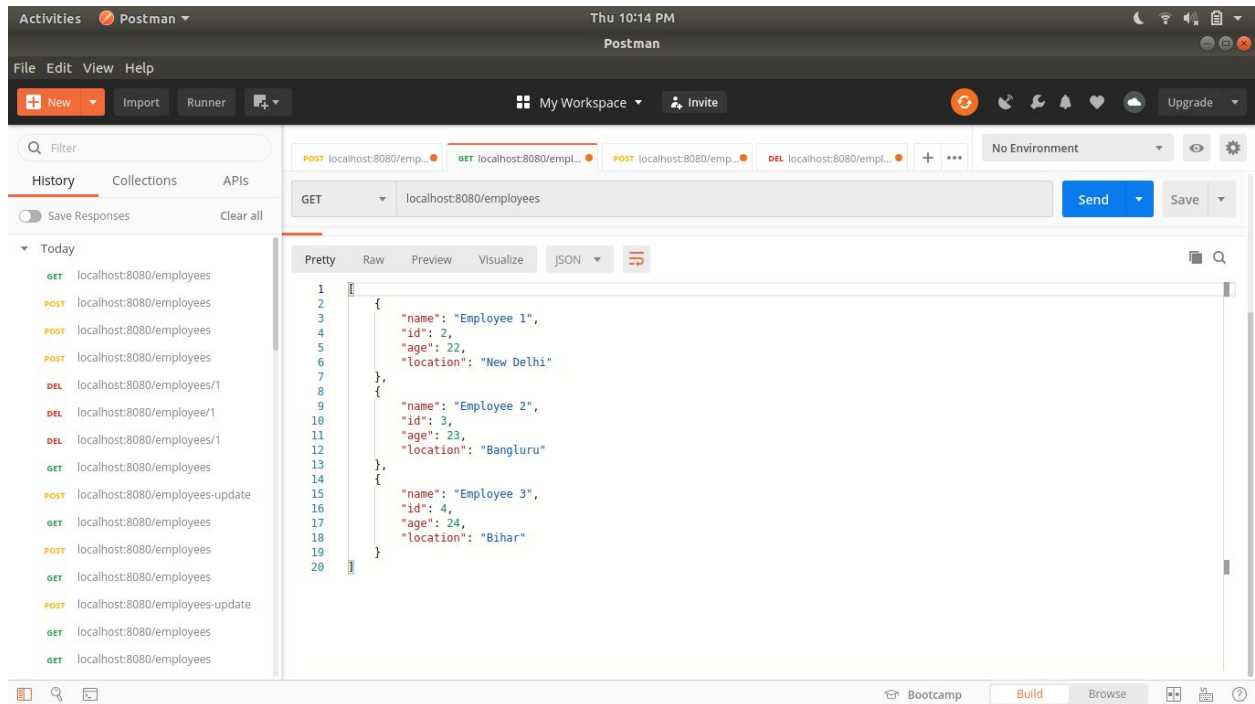 Activities Postman Thu 10:14 PM
Postman
File Edit View Help
New Import Runner My Workspace Invite Upgrade
Filter
History Collections APIs
Save Responses Clear all
Today
GET localhost:8080/employees
POST localhost:8080/employees
POST localhost:8080/employees
POST localhost:8080/employees
DEL localhost:8080/employees/1
DEL localhost:8080/employee/1
DEL localhost:8080/employees/1
GET localhost:8080/employees
POST localhost:8080/employees-update
GET localhost:8080/employees
POST localhost:8080/employees
GET localhost:8080/employees
POST localhost:8080/employees-update
GET localhost:8080/employees
GET localhost:8080/employees
POST localhost:8080/emp... GET localhost:8080/empl... POST localhost:8080/emp... DEL localhost:8080/empl... + ••• No Environment
GET localhost:8080/employees Send Save
Pretty Raw Preview Visualize JSON
1 [
2 {
3 "name": "Employee 1",
4 "id": 2,
5 "age": 22,
6 "location": "New Delhi"
7 },
8 {
9 "name": "Employee 2",
10 "id": 3,
11 "age": 23,
12 "location": "Bangluru"
13 },
14 {
15 "name": "Employee 3",
16 "id": 4,
17 "age": 24,
18 "location": "Bihar"
19 }
20 ]
Bootcamp Build Browse